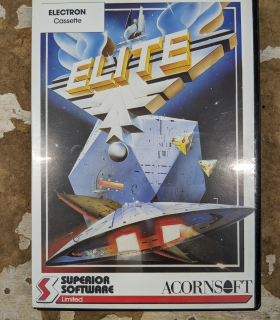 ELECTRON
Cassette
ELITE
SUPERIOR
SOFTWARE
Limited
ACORNSOFT